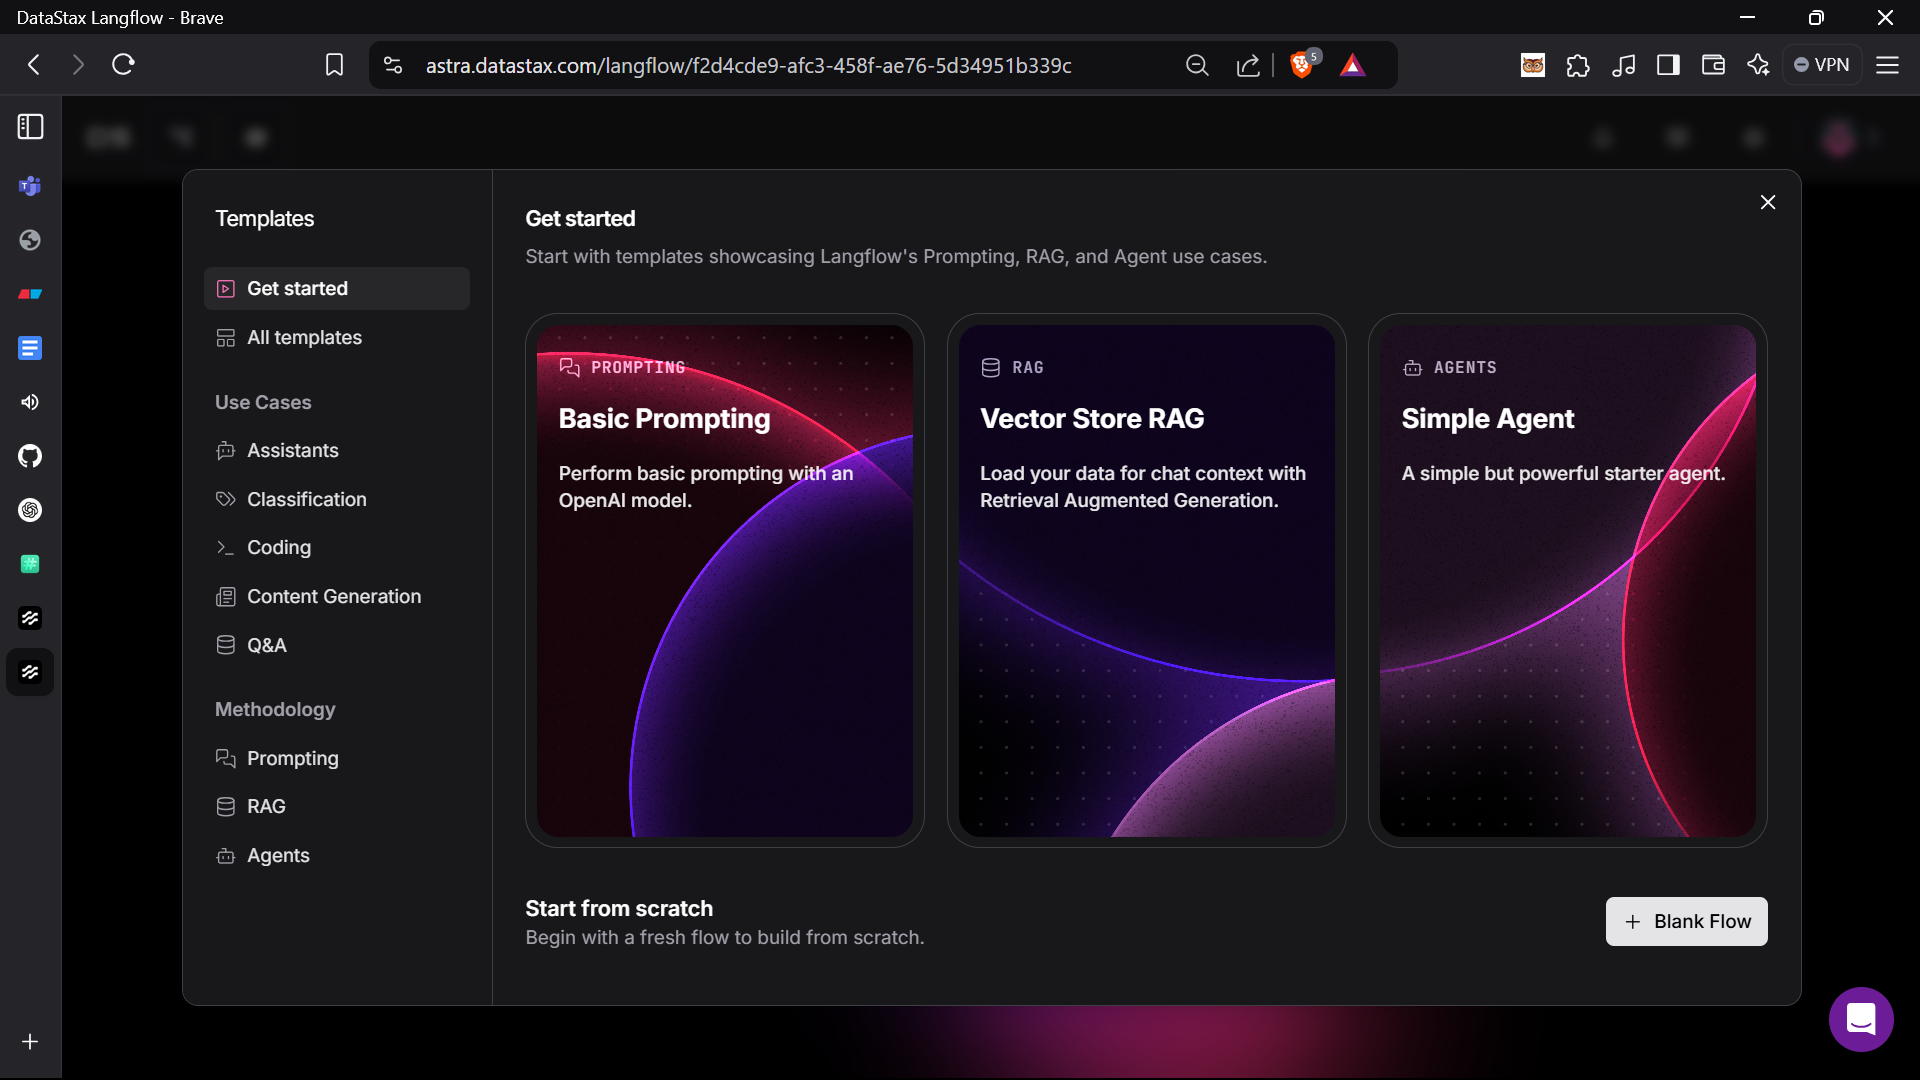 DataStax Langflow - Brave
astra.datastax.com/langflow/f2d4cde9-afc3-458f-ae76-5d34951b339c
5
VPN
Templates
Get started
All templates
Use Cases
Assistants
Classification
Coding
Content Generation
Q&A
Methodology
Prompting
RAG
Agents
Get started
Start with templates showcasing Langflow's Prompting, RAG, and Agent use cases.
PROMPTING
Basic Prompting
Perform basic prompting with an
OpenAI model.
RAG
Vector Store RAG
Load your data for chat context with
Retrieval Augmented Generation.
AGENTS
Simple Agent
A simple but powerful starter agent.
Start from scratch
Begin with a fresh flow to build from scratch.
Blank Flow